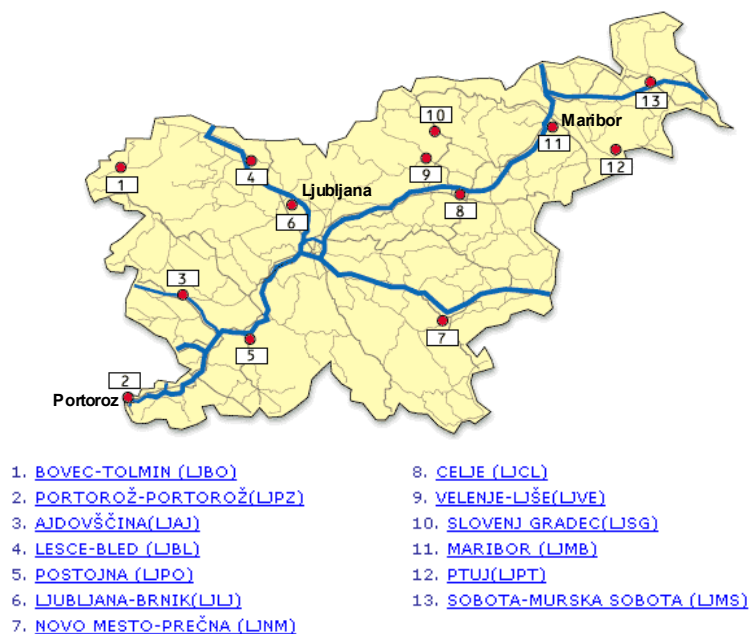 13
Maribor
10
11
12
9
1
4
Ljubljana
8
6
3
7
5
2
Portoroz
1. BOVEC-TOLMIN (LJBO)
2. PORTOROŽ-PORTOROŽ(LJPZ)
3. AJDOVŠČINA(LJAJ)
4. LESCE-BLED (LJBL)
5. POSTOJNA (LJPO)
6. LJUBLJANA-BRNIK(LJLJ)
7. NOVO MESTO-PREČNA (LJNM)
8. CELJE (LJCL)
9. VELENJE-LJŠE(LJVE)
10. SLOVENJ GRADEC(LJSG)
11. MARIBOR (LJMB)
12. PTUJ(LJPT)
13. SOBOTA-MURSKA SOBOTA (LJMS)